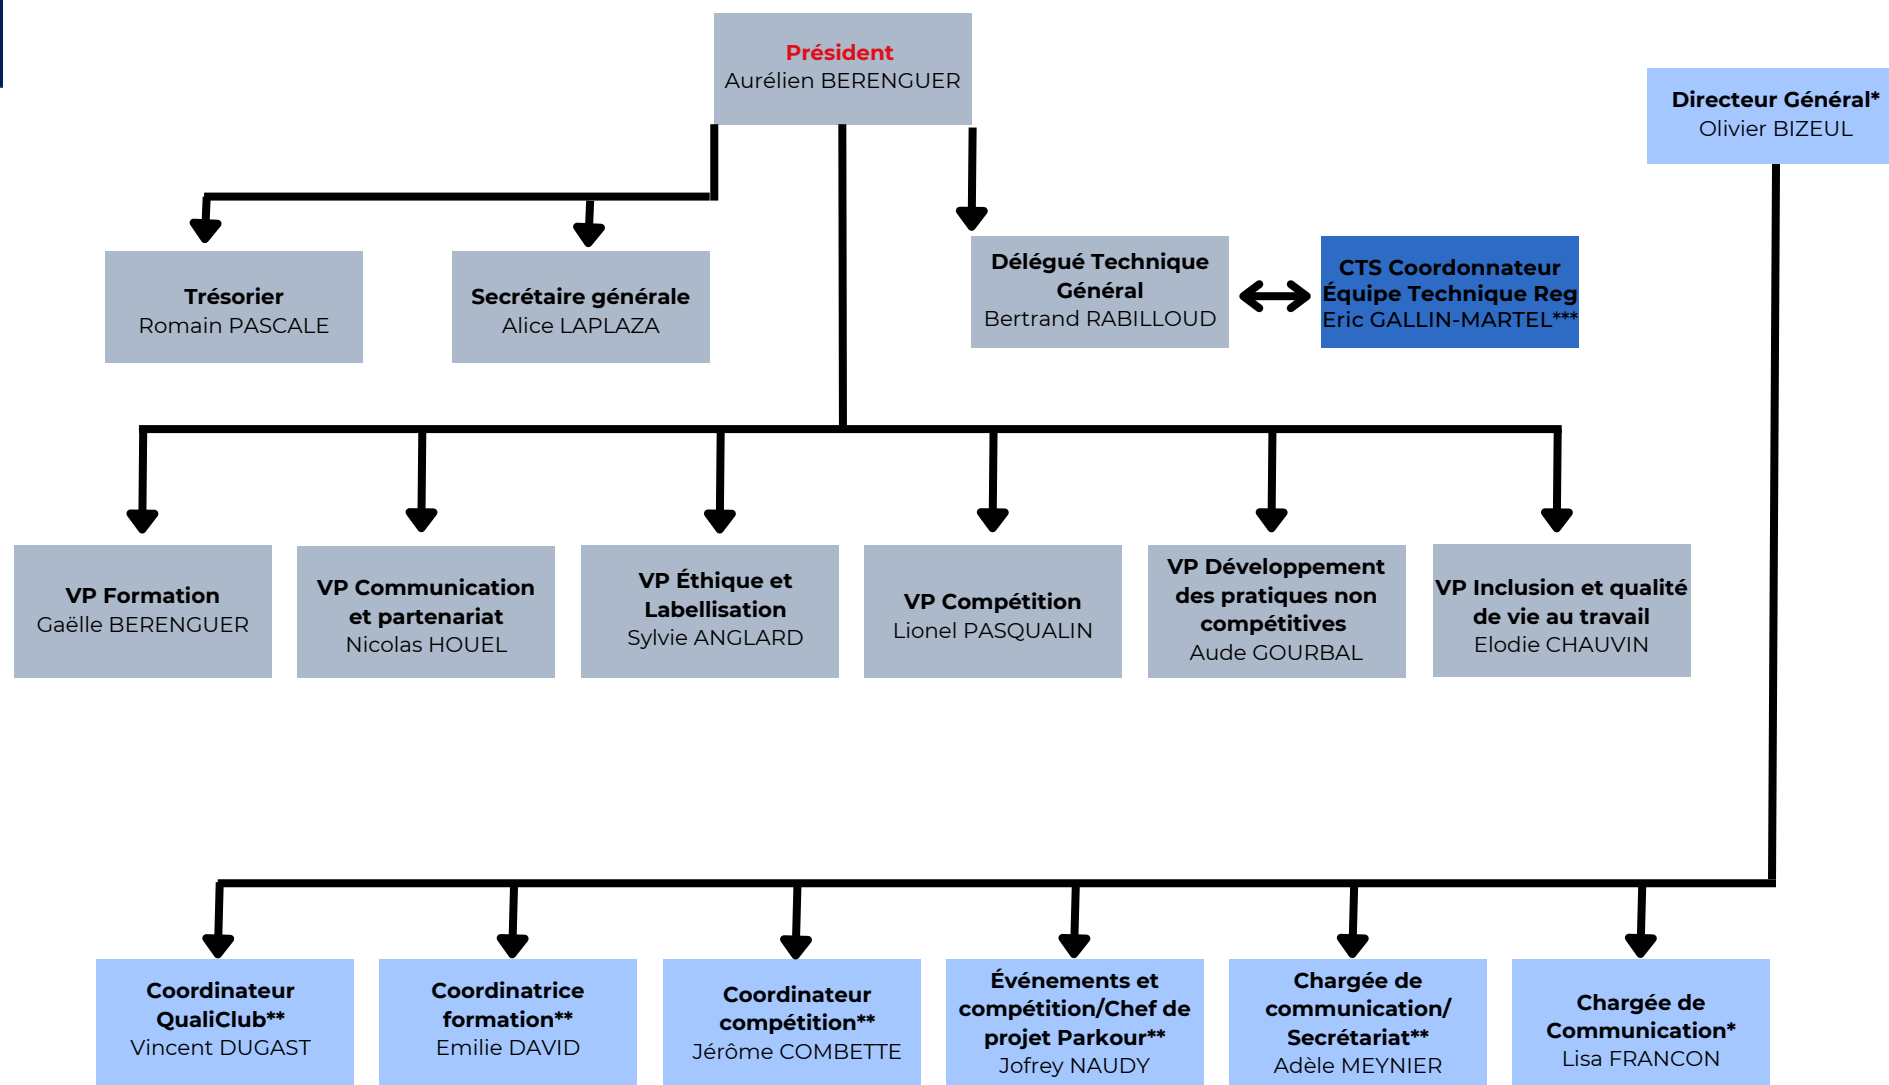 Président
Aurélien BERENGUER
Directeur Général*
Olivier BIZEUL
Trésorier
Romain PASCALE
Secrétaire générale
Alice LAPLAZA
Délégué Technique
Général
Bertrand RABILLOUD
CTS Coordonnateur
Équipe Technique Reg
Eric GALLIN-MARTEL***
VP Formation
Gaëlle BERENGUER
VP Communication
et partenariat
Nicolas HOUEL
VP Éthique et
Labellisation
Sylvie ANGLARD
VP Compétition
Lionel PASQUALIN
VP Développement
des pratiques non
compétitives
Aude GOURBAL
VP Inclusion et qualité
de vie au travail
Elodie CHAUVIN
Coordinateur
QualiClub**
Vincent DUGAST
Coordinatrice
formation**
Emilie DAVID
Coordinateur
compétition**
Jérôme COMBETTE
Événements et
compétition/Chef de
projet Parkour**
Jofrey NAUDY
Chargée de
communication/
Secrétariat**
Adèle MEYNIER
Chargée de
Communication*
Lisa FRANCON